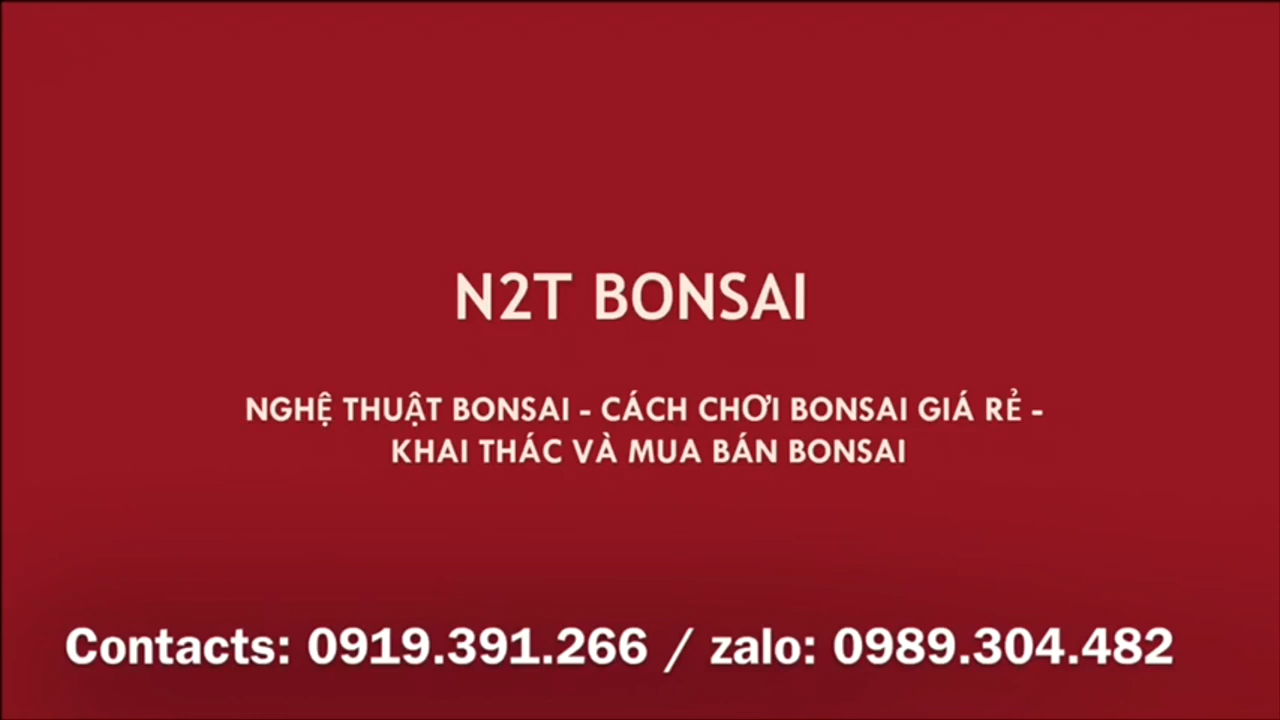 N2T BONSAI
NGHỆ THUẬT BONSAI - CÁCH CHƠI BONSAI GIÁ RẺ -
KHAI THÁC VÀ MUA BÁN BONSAI
Contacts: 0919.391.266 / zalo: 0989.304.482